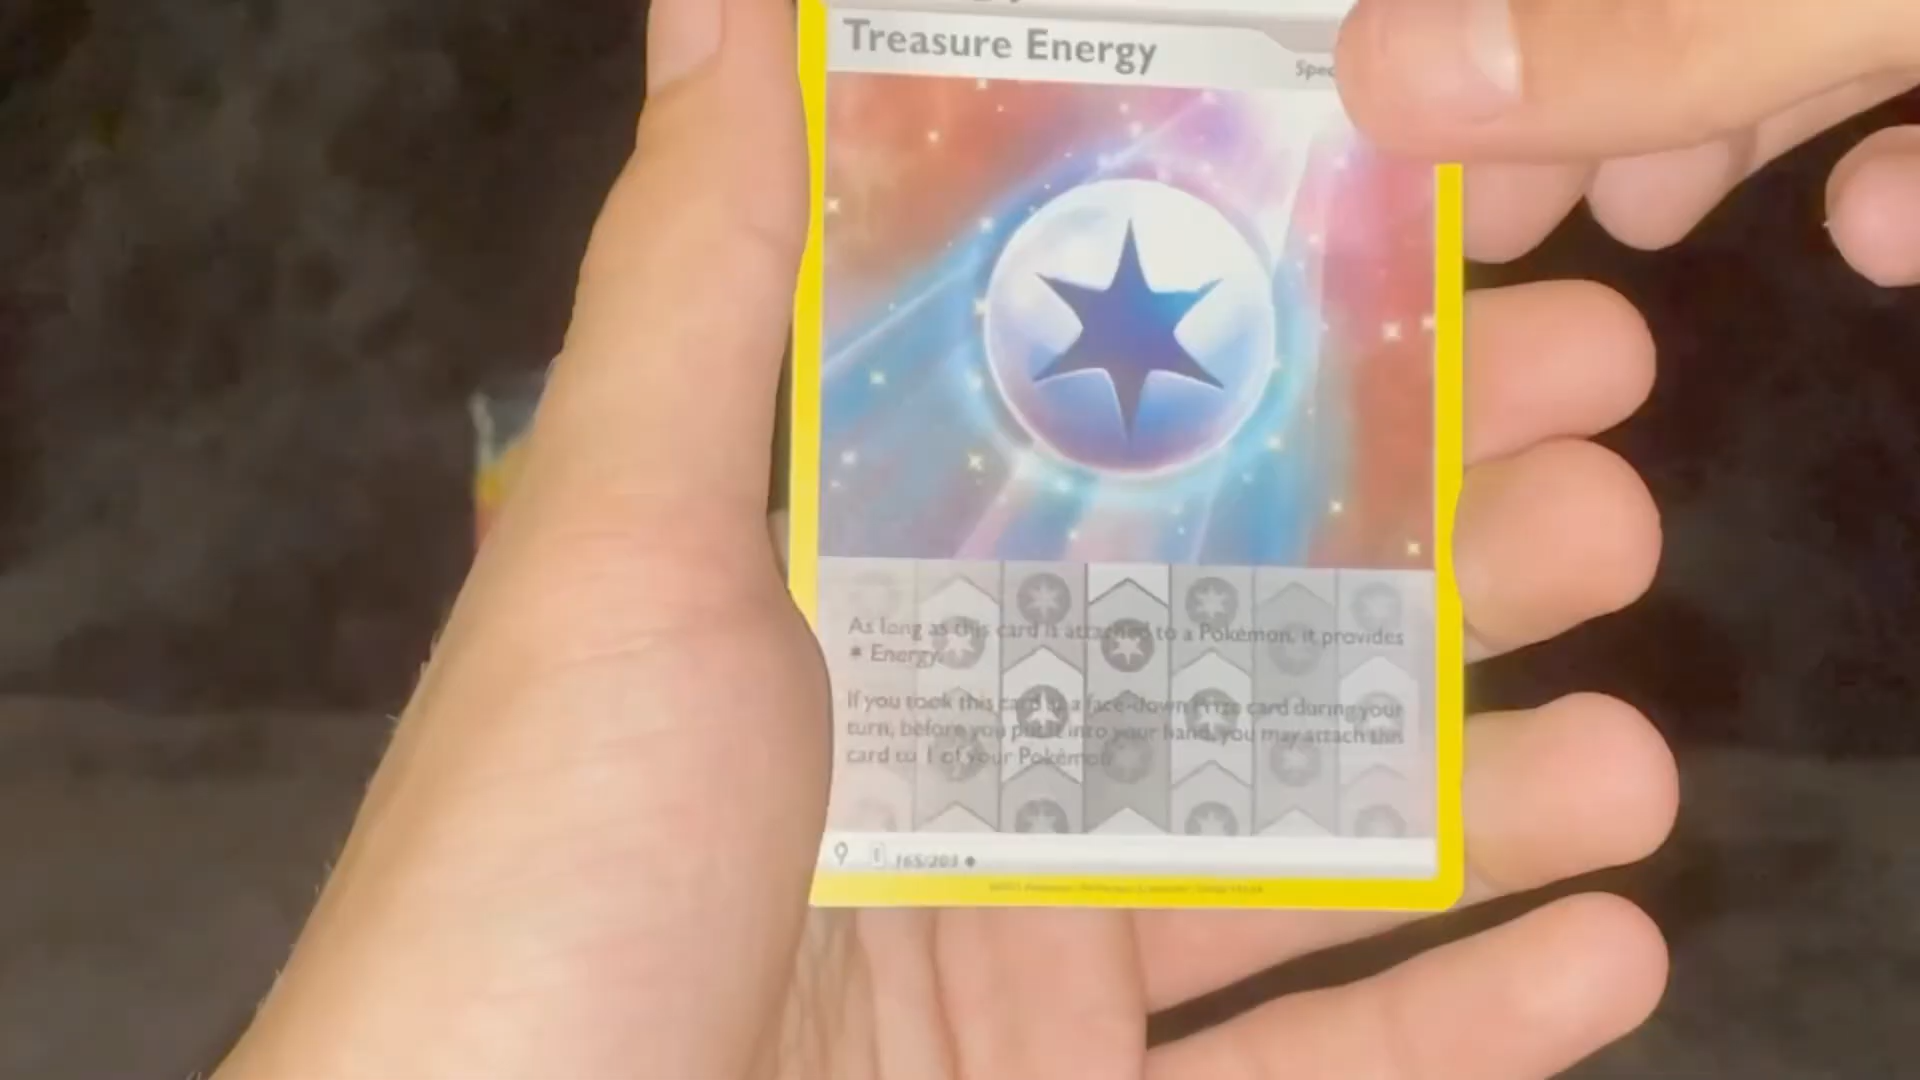 Treasure Energy
Spec
As long as this card is attached to a Pokémon, it provides
* Energy.
If you took this card as a face-down Prize card during your
turn, before you put it into your hand, you may attach this
card to 1 of your Pokémon.
165/203